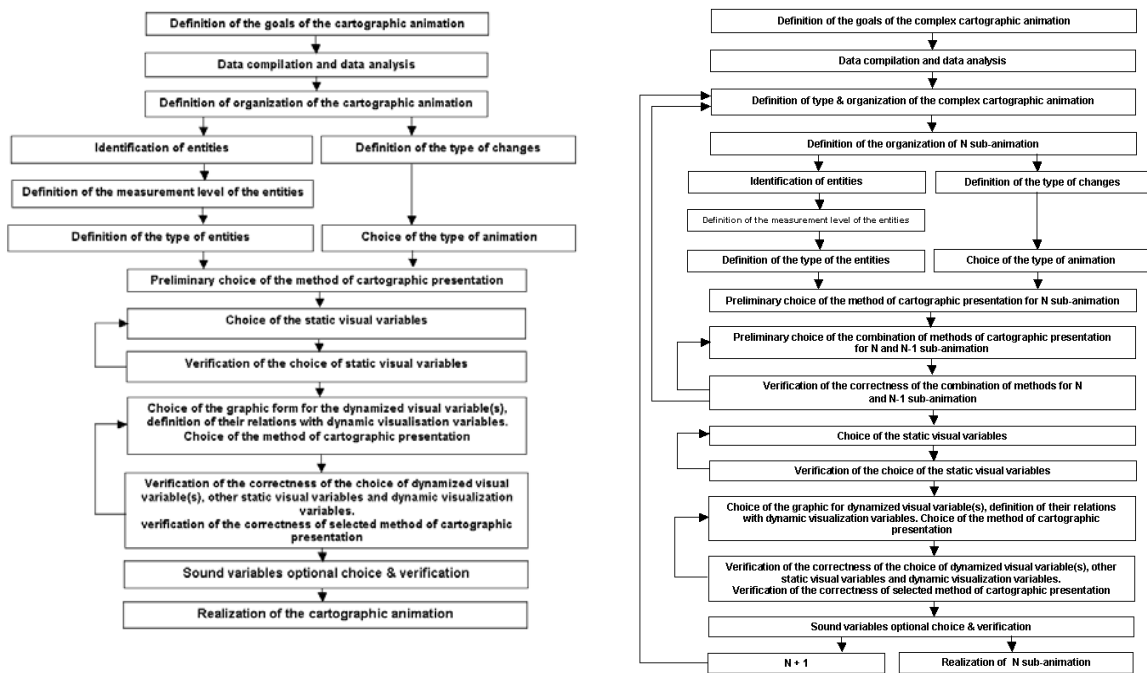 Definition of the goals of the cartographic animation
Data compilation and data analysis
Definition of organization of the cartographic animation
Identification of entities
Definition of the type of changes
Definition of the measurement level of the entities
Definition of the type of entities
Choice of the type of animation
Preliminary choice of the method of cartographic presentation
Choice of the static visual variables
Verification of the choice of static visual variables
Choice of the graphic form for the dynamized visual variable(s),
definition of their relations with dynamic visualisation variables.
Choice of the method of cartographic presentation
Verification of the correctness of the choice of dynamized visual
variable(s), other static visual variables and dynamic visualization
variables.
verification of the correctness of selected method of cartographic
presentation
Sound variables optional choice & verification
Realization of the cartographic animation
Definition of the goals of the complex cartographic animation
Data compilation and data analysis
Definition of type & organization of the complex cartographic animation
Definition of the organization of N sub-animation
Identification of entities
Definition of the type of changes
Definition of the measurement level of the entities
Definition of the type of the entities
Choice of the type of animation
Preliminary choice of the method of cartographic presentation for N sub-animation
Preliminary choice of the combination of methods of cartographic presentation
for N and N-1 sub-animation
Verification of the correctness of the combination of methods for N
and N-1 sub-animation
Choice of the static visual variables
Verification of the choice of the static visual variables
Choice of the graphic for dynamized visual variable(s), definition of their relations
with dynamic visualization variables. Choice of the method of cartographic
presentation
Verification of the correctness of the choice of dynamized visual variable(s), other
static visual variables and dynamic visualization variables.
Verification of the correctness of selected method of cartographic presentation
Sound variables optional choice & verification
N + 1
Realization of N sub-animation